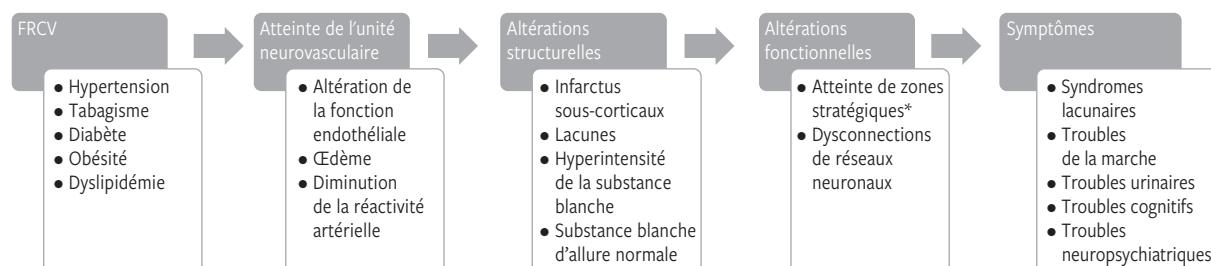 FRCV
● Hypertension
● Tabagisme
● Diabète
● Obésité
● Dyslipidémie
Atteinte de l'unité
neurovasculaire
● Altération de
la fonction
endothéliale
● Œdème
● Diminution
de la réactivité
artérielle
Altérations
structurelles
● Infarctus
sous-corticaux
● Lacunes
● Hyperintensité
de la substance
blanche
● Substance blanche
d'allure normale
Altérations
fonctionnelles
● Atteinte de zones
stratégiques*
● Dysconnections
de réseaux
neuronaux
Symptômes
● Syndromes
lacunaires
● Troubles
de la marche
● Troubles urinaires
● Troubles cognitifs
● Troubles
neuropsychiatriques